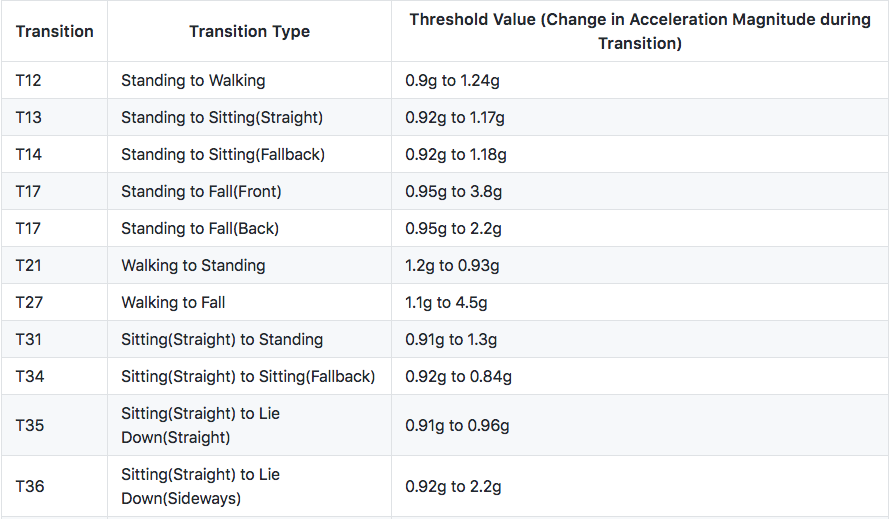 Transition Transition Type Threshold Value (Change in Acceleration Magnitude during
Transition)
T12 Standing to Walking 0.9g to 1.24g
T13 Standing to Sitting(Straight) 0.92g to 1.17g
T14 Standing to Sitting(Fallback) 0.92g to 1.18g
T17 Standing to Fall(Front) 0.95g to 3.8g
T17 Standing to Fall(Back) 0.95g to 2.2g
T21 Walking to Standing 1.2g to 0.93g
T27 Walking to Fall 1.1g to 4.5g
T31 Sitting(Straight) to Standing 0.91g to 1.3g
T34 Sitting(Straight) to Sitting(Fallback) 0.92g to 0.84g
T35 Sitting(Straight) to Lie
Down(Straight) 0.91g to 0.96g
T36 Sitting(Straight) to Lie
Down(Sideways) 0.92g to 2.2g